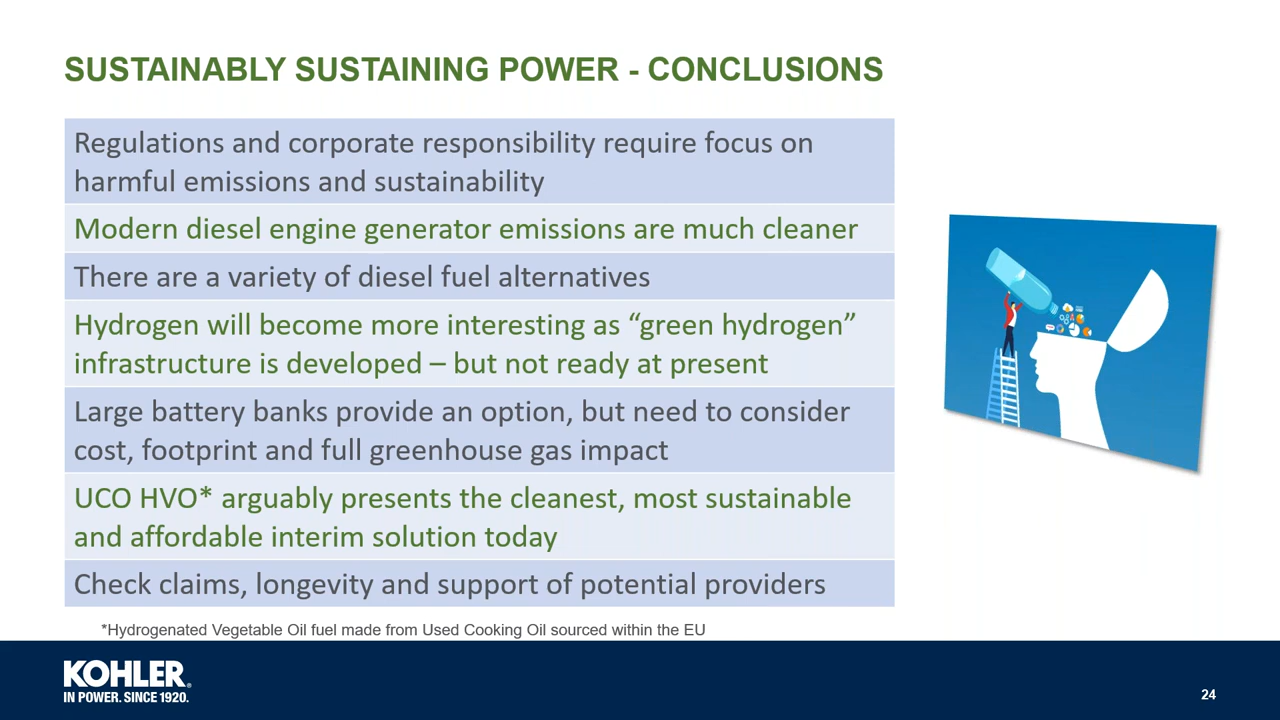 SUSTAINABLY SUSTAINING POWER - CONCLUSIONS
Regulations and corporate responsibility require focus on
harmful emissions and sustainability
Modern diesel engine generator emissions are much cleaner
There are a variety of diesel fuel alternatives
Hydrogen will become more interesting as “green hydrogen”
infrastructure is developed – but not ready at present
Large battery banks provide an option, but need to consider
cost, footprint and full greenhouse gas impact
UCO HVO* arguably presents the cleanest, most sustainable
and affordable interim solution today
Check claims, longevity and support of potential providers
*Hydrogenated Vegetable Oil fuel made from Used Cooking Oil sourced within the EU
KOHLER®
IN POWER. SINCE 1920.
24